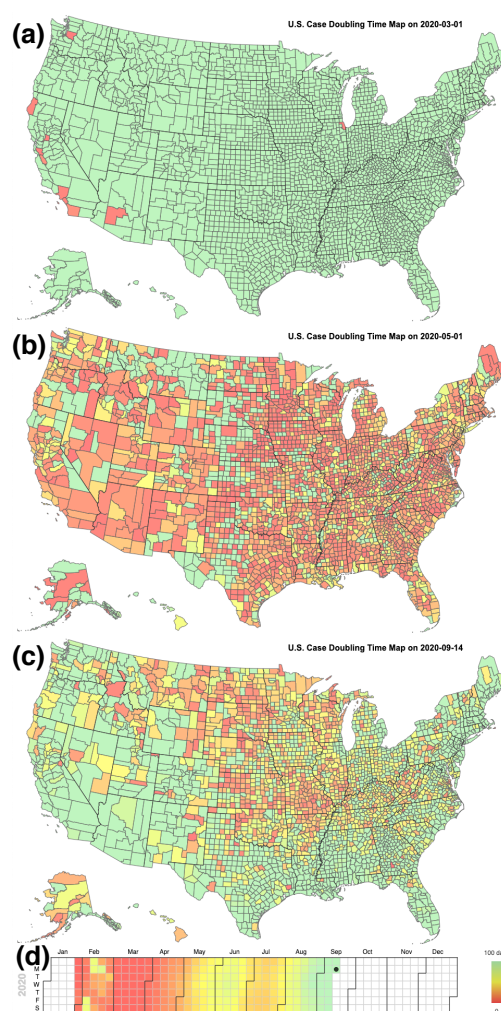 (a)
U.S. Case Doubling Time Map on 2020-03-01
(b)
U.S. Case Doubling Time Map on 2020-05-01
(c)
U.S. Case Doubling Time Map on 2020-09-14
(d)
Jan Feb Mar Apr May Jun Jul Aug Sep Oct Nov Dec
2020
M
T
W
T
F
S
100 da